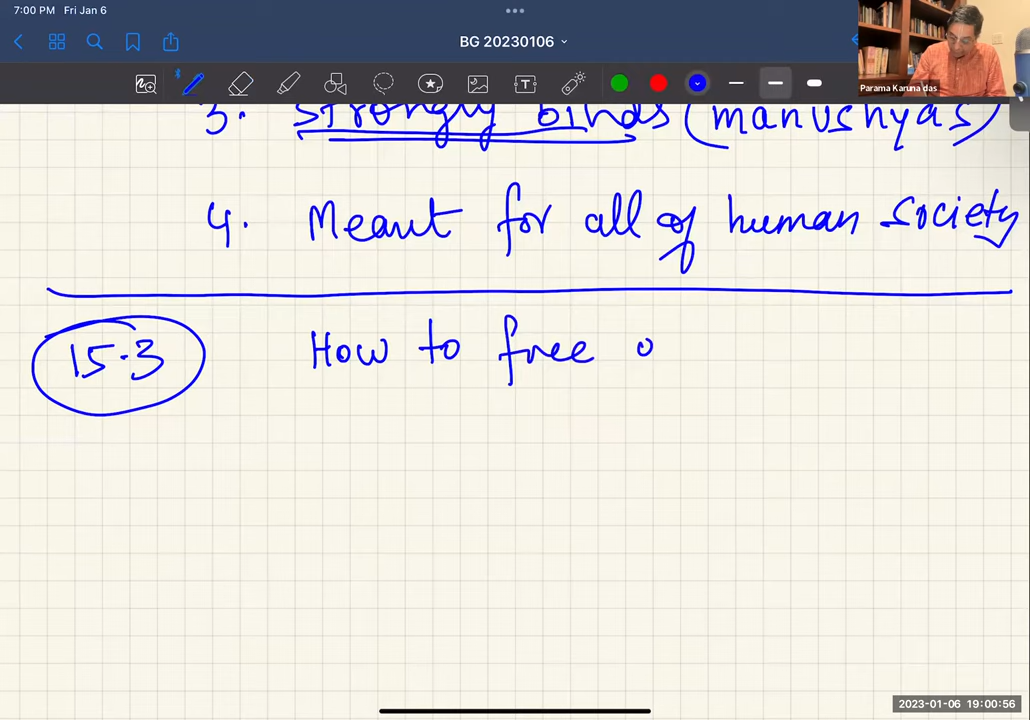 7:00 PM Fri Jan 6
BG 20230106
Parama Karuna das
3. Strongly binds (manushyas)
4. Meant for all of human society
15.3 How to free o
2023-01-06 19:00:56